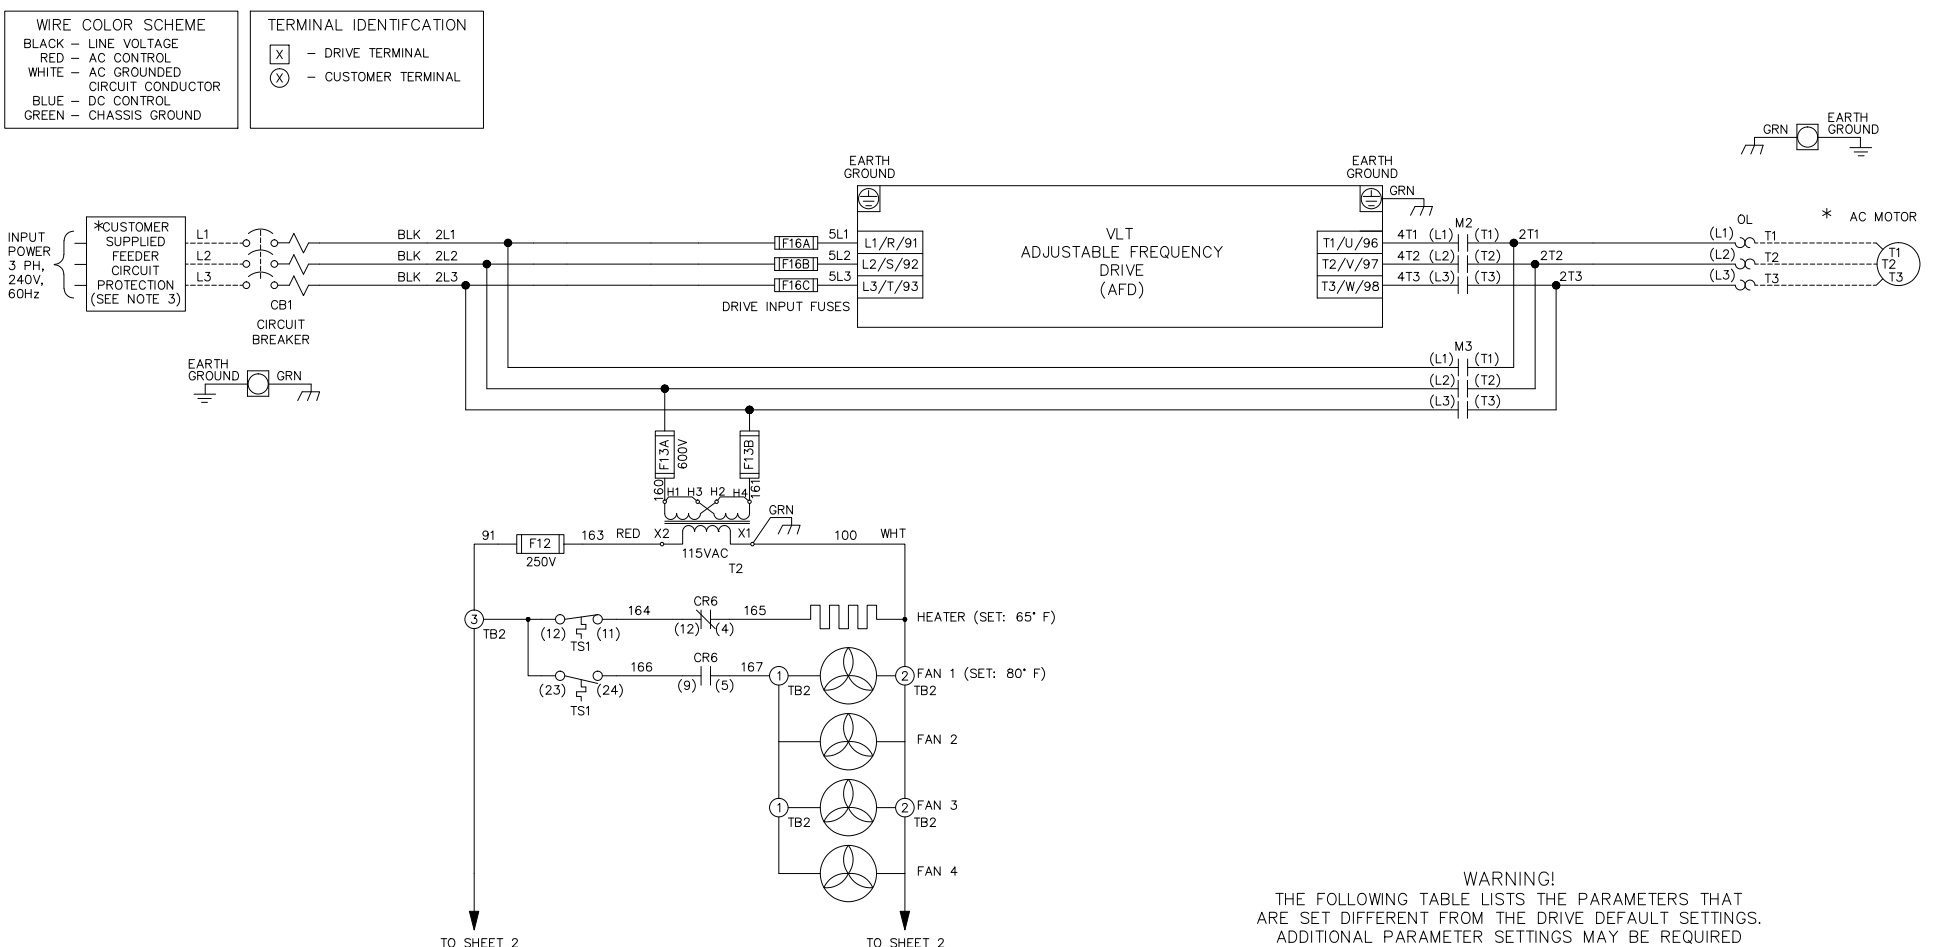 WIRE COLOR SCHEME
BLACK – LINE VOLTAGE
RED – AC CONTROL
WHITE – AC GROUNDED
CIRCUIT CONDUCTOR
BLUE – DC CONTROL
GREEN – CHASSIS GROUND
TERMINAL IDENTIFCATION
X – DRIVE TERMINAL
X – CUSTOMER TERMINAL
GRN
EARTH
GROUND
INPUT
POWER
3 PH,
240V,
60Hz
*CUSTOMER
SUPPLIED
FEEDER
CIRCUIT
PROTECTION
(SEE NOTE 3)
L1
L2
L3
CB1
CIRCUIT
BREAKER
BLK 2L1
BLK 2L2
BLK 2L3
F16A
F16B
F16C
5L1
5L2
5L3
DRIVE INPUT FUSES
EARTH
GROUND
L1/R/91
L2/S/92
L3/T/93
VLT
ADJUSTABLE FREQUENCY
DRIVE
(AFD)
EARTH
GROUND
GRN
T1/U/96
T2/V/97
T3/W/98
M2
4T1 (L1) (T1) 2T1
4T2 (L2) (T2) 2T2
4T3 (L3) (T3) 2T3
OL
(L1) T1
(L2) T2
(L3) T3
* AC MOTOR
T1
T2
T3
M3
(L1) (T1)
(L2) (T2)
(L3) (T3)
EARTH
GROUND
GRN
F13A
600V
F13B
160
161
H1 H3 H2 H4
GRN
91
F12
250V
163 RED X2
X1
115VAC
T2
100 WHT
3
TB2
(12) (11)
TS1
164
CR6
(12) (4)
165
HEATER (SET: 65° F)
(23) (24)
TS1
166
CR6
(9) (5)
167
1
TB2
2
TB2
FAN 1 (SET: 80° F)
FAN 2
1
TB2
2
TB2
FAN 3
FAN 4
TO SHEET 2
TO SHEET 2
WARNING!
THE FOLLOWING TABLE LISTS THE PARAMETERS THAT
ARE SET DIFFERENT FROM THE DRIVE DEFAULT SETTINGS.
ADDITIONAL PARAMETER SETTINGS MAY BE REQUIRED